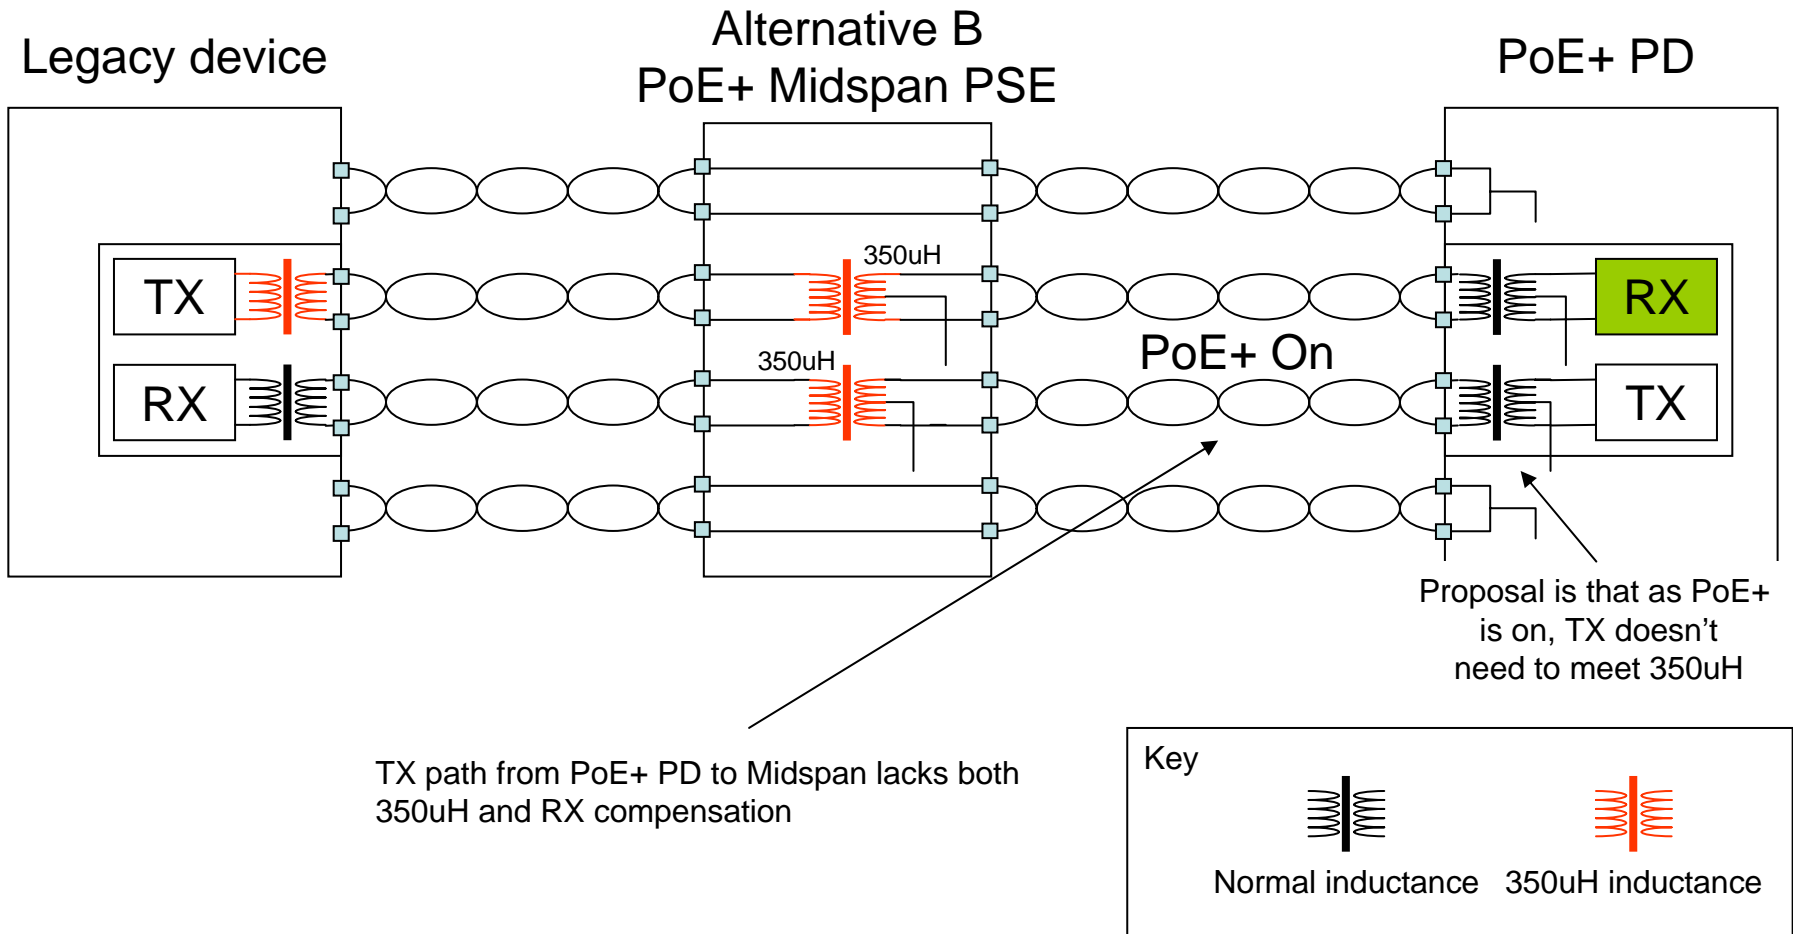 Legacy device
Alternative B
PoE+ Midspan PSE
PoE+ PD
350uH
TX
RX
350uH
PoE+ On
RX
TX
Proposal is that as PoE+
is on, TX doesn’t
need to meet 350uH
TX path from PoE+ PD to Midspan lacks both
350uH and RX compensation
Key
Normal inductance
350uH inductance